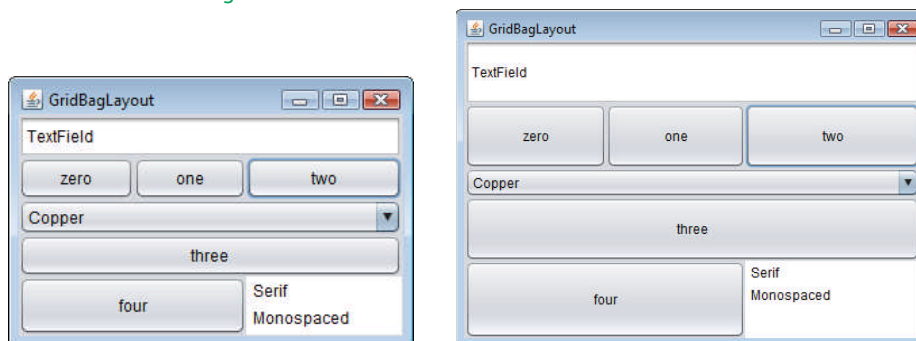 GridBagLayout
TextField
zero one two
Copper
three
four
Serif
Monospaced
GridBagLayout
TextField
zero one two
Copper
three
four
Serif
Monospaced